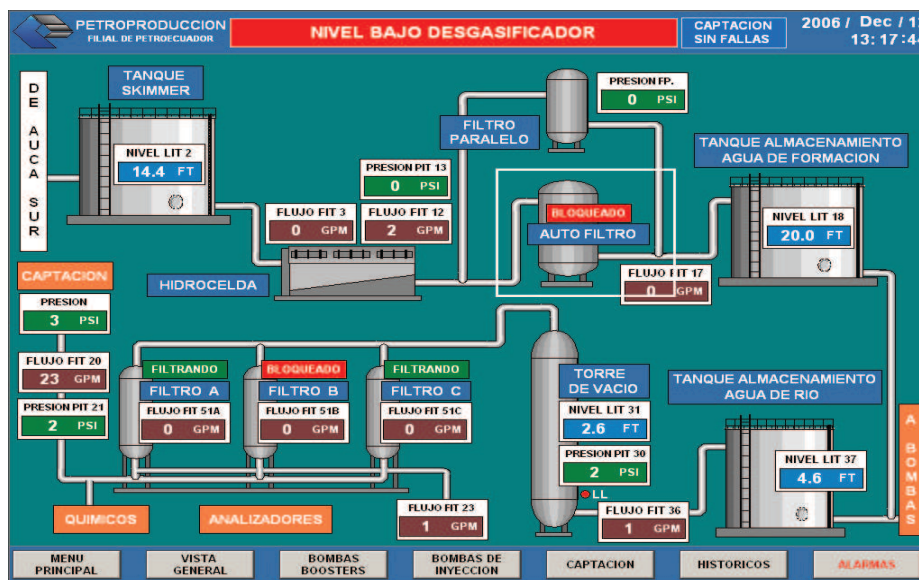 PETROPRODUCCION
FILIAL DE PETROECUADOR
NIVEL BAJO DESGASIFICADOR
CAPTACION
SIN FALLAS
2006 / Dec / 1
13: 17:44
DE AUCA SUR
TANQUE
SKIMMER
NIVEL LIT 2
14.4 FT
PRESION FP.
0 PSI
FILTRO
PARALELO
PRESION PIT 13
0 PSI
FLUJO FIT 3
0 GPM
FLUJO FIT 12
2 GPM
HIDROCELDA
BLOQUEADO
AUTO FILTRO
FLUJO FIT 17
0 GPM
TANQUE ALMACENAMIENTO
AGUA DE FORMACION
NIVEL LIT 18
20.0 FT
CAPTACION
PRESION
3 PSI
FLUJO FIT 20
23 GPM
PRESION PIT 21
2 PSI
FILTRANDO
FILTRO A
FLUJO FIT 51A
0 GPM
BLOQUEADO
FILTRO B
FLUJO FIT 51B
0 GPM
FILTRANDO
FILTRO C
FLUJO FIT 51C
0 GPM
TORRE
DE VACIO
NIVEL LIT 31
2.6 FT
PRESION PIT 30
2 PSI
LL
TANQUE ALMACENAMIENTO
AGUA DE RIO
NIVEL LIT 37
4.6 FT
A BOMBAS
QUIMICOS
ANALIZADORES
FLUJO FIT 23
1 GPM
FLUJO FIT 36
1 GPM
MENU
PRINCIPAL
VISTA
GENERAL
BOMBAS
BOOSTERS
BOMBAS DE
INYECCION
CAPTACION
HISTORICOS
ALARMAS